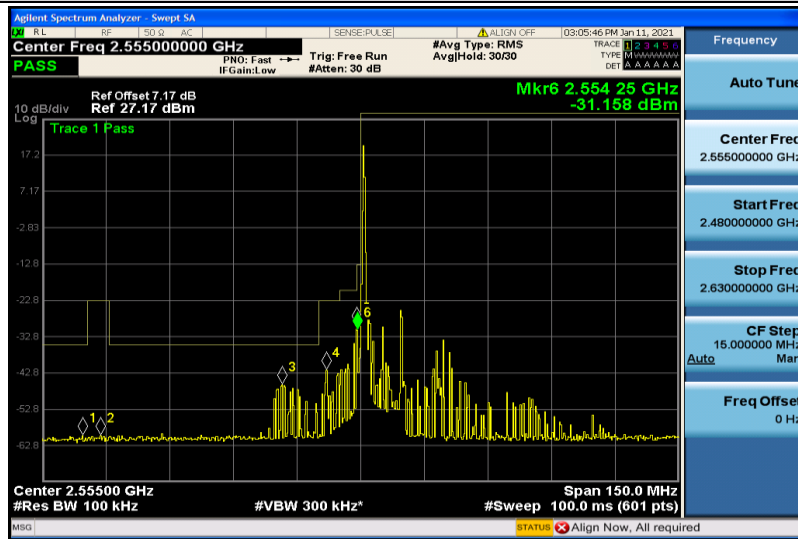 Agilent Spectrum Analyzer - Swept SA
RL RF 50 Ω AC SENSE:PULSE ALIGN OFF 03:05:46 PM Jan 11, 2021
Center Freq 2.555000000 GHz
PASS
PNO: Fast
IFGain:Low
Trig: Free Run
#Atten: 30 dB
#Avg Type: RMS
Avg|Hold: 30/30
TRACE 1 2 3 4 5 6
TYPE M
DET A A A A A A
Ref Offset 7.17 dB
10 dB/div Ref 27.17 dBm
Log
Mkr6 2.554 25 GHz
-31.158 dBm
Trace 1 Pass
17.2
7.17
-2.83
-12.8
-22.8
-32.8
-42.8
-52.8
-62.8
1
2
3
4
6
Center 2.55500 GHz
Span 150.0 MHz
#Res BW 100 kHz
#VBW 300 kHz*
#Sweep 100.0 ms (601 pts)
MSG
STATUS Align Now, All required
Frequency
Auto Tune
Center Freq
2.555000000 GHz
Start Freq
2.480000000 GHz
Stop Freq
2.630000000 GHz
CF Step
15.000000 MHz
Auto Man
Freq Offset
0 Hz